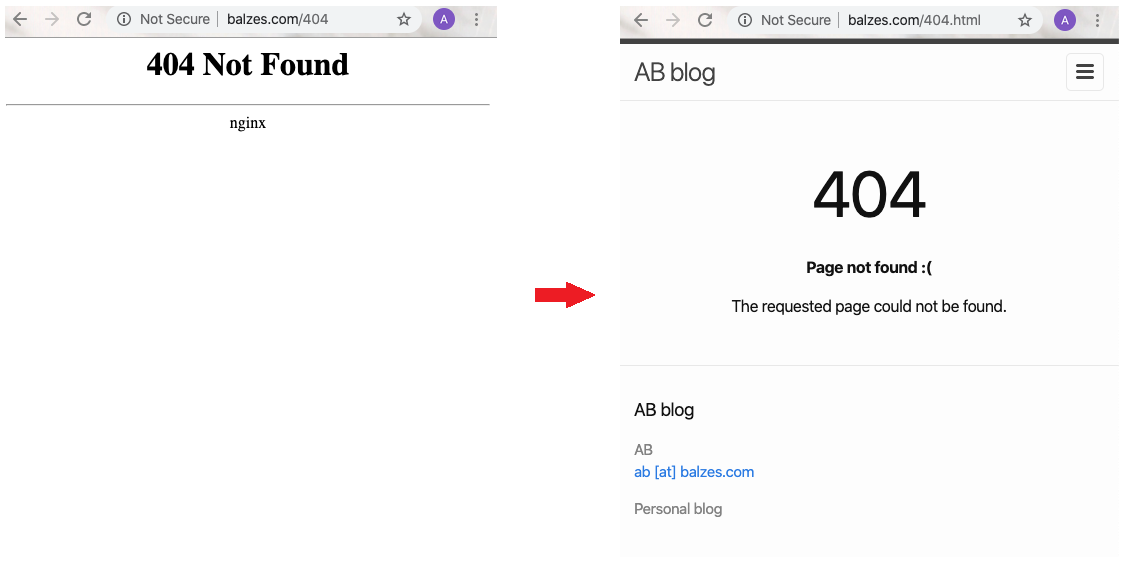 Not Secure | balzes.com/404
A
404 Not Found
nginx
Not Secure | balzes.com/404.html
A
AB blog
404
Page not found :(
The requested page could not be found.
AB blog
AB
ab [at] balzes.com
Personal blog